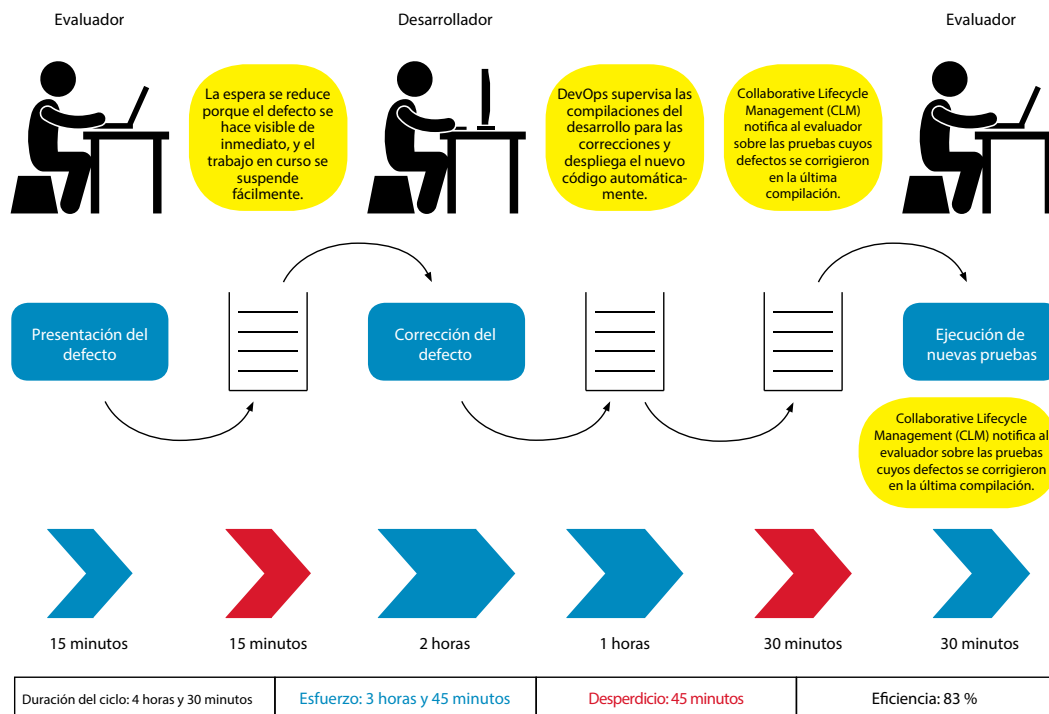 Evaluador
Desarrollador
Evaluador
La espera se reduce
porque el defecto se
hace visible de
inmediato, y el
trabajo en curso se
suspende
fácilmente.
DevOps supervisa las
compilaciones del
desarrollo para las
correcciones y
despliega el nuevo
código automática-
mente.
Collaborative Lifecycle
Management (CLM)
notifica al evaluador
sobre las pruebas cuyos
defectos se corrigieron
en la última
compilación.
Presentación del
defecto
Corrección del
defecto
Ejecución de
nuevas pruebas
Collaborative Lifecycle
Management (CLM) notifica al
evaluador sobre las pruebas
cuyos defectos se corrigieron
en la última compilación.
15 minutos
15 minutos
2 horas
1 horas
30 minutos
30 minutos
Duración del ciclo: 4 horas y 30 minutos
Esfuerzo: 3 horas y 45 minutos
Desperdicio: 45 minutos
Eficiencia: 83 %